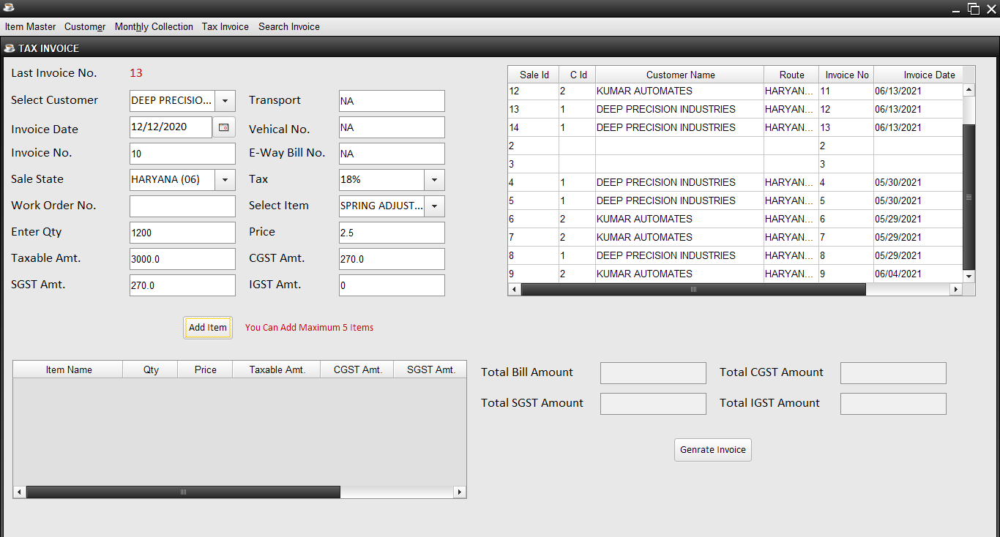 Item Master Customer Monthly Collection Tax Invoice Search Invoice
TAX INVOICE
Last Invoice No. 13
Select Customer DEEP PRECISIO... Transport NA
Invoice Date 12/12/2020 Vehical No. NA
Invoice No. 10 E-Way Bill No. NA
Sale State HARYANA (06) Tax 18%
Work Order No. Select Item SPRING ADJUST...
Enter Qty 1200 Price 2.5
Taxable Amt. 3000.0 CGST Amt. 270.0
SGST Amt. 270.0 IGST Amt. 0
Add Item You Can Add Maximum 5 Items
Sale Id C Id Customer Name Route Invoice No Invoice Date
12 2 KUMAR AUTOMATES HARYAN... 11 06/13/2021
13 1 DEEP PRECISION INDUSTRIES HARYAN... 12 06/13/2021
14 1 DEEP PRECISION INDUSTRIES HARYAN... 13 06/13/2021
2 2
3 3
4 1 DEEP PRECISION INDUSTRIES HARYAN... 4 05/30/2021
5 1 DEEP PRECISION INDUSTRIES HARYAN... 5 05/30/2021
6 2 KUMAR AUTOMATES HARYAN... 6 05/29/2021
7 2 KUMAR AUTOMATES HARYAN... 7 05/29/2021
8 1 DEEP PRECISION INDUSTRIES HARYAN... 8 05/29/2021
9 2 KUMAR AUTOMATES HARYAN... 9 06/04/2021
Item Name Qty Price Taxable Amt. CGST Amt. SGST Amt.
Total Bill Amount Total CGST Amount
Total SGST Amount Total IGST Amount
Genrate Invoice